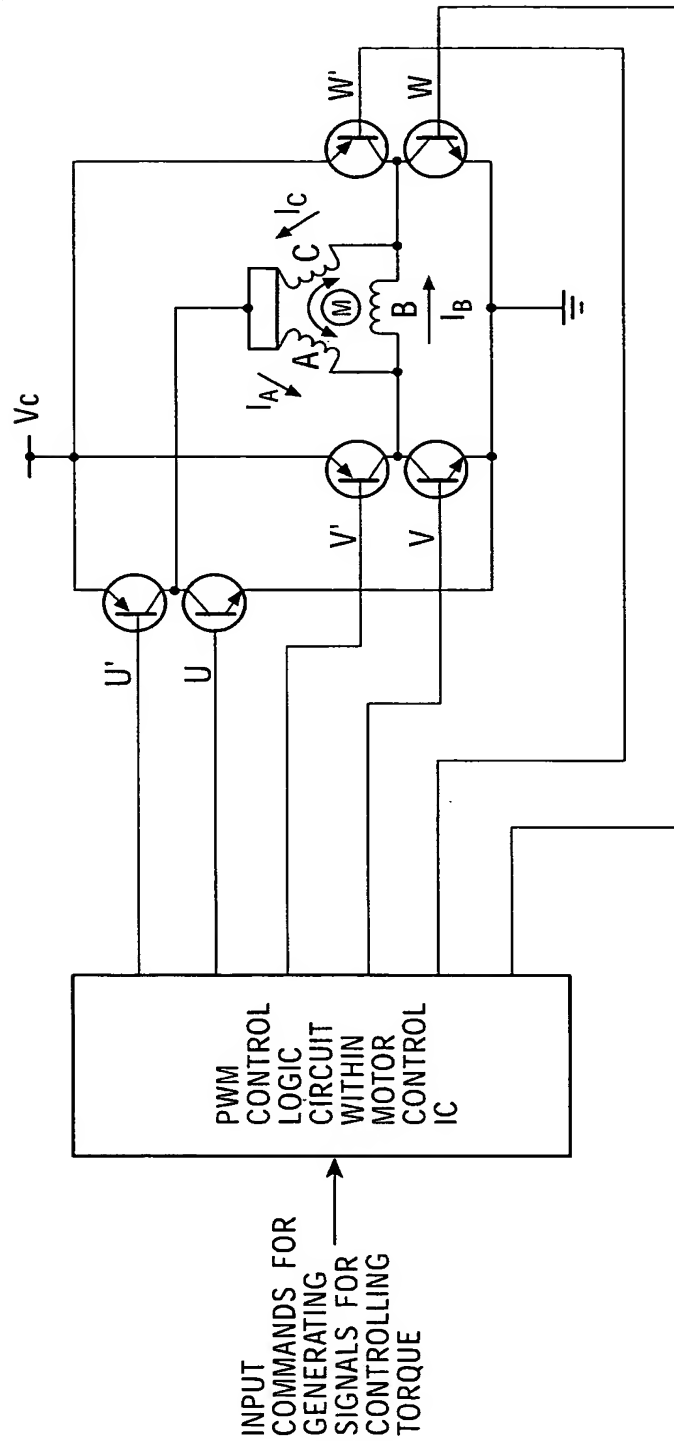 INPUT
COMMANDS FOR
GENERATING
SIGNALS FOR
CONTROLLING
TORQUE
PWM
CONTROL
LOGIC
CIRCUIT
WITHIN
MOTOR
CONTROL
IC
U'
U
V'
V
W'
W
Vc
IA
A
M
C
IC
B
IB